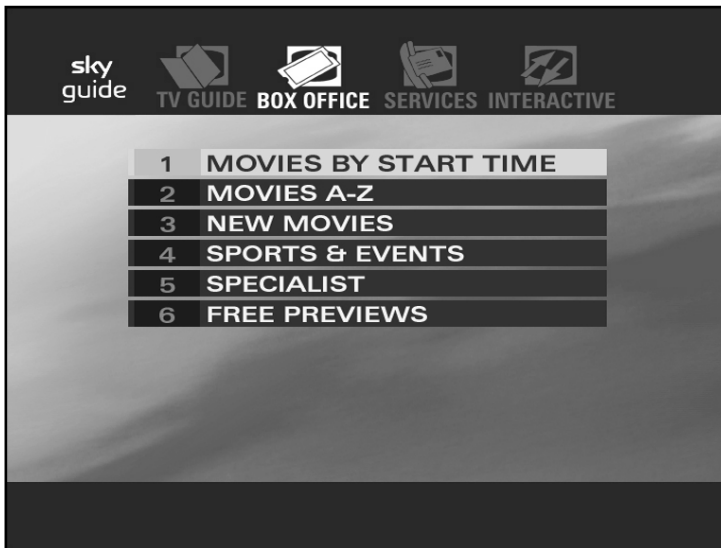 sky
guide
TV GUIDE BOX OFFICE SERVICES INTERACTIVE
1 MOVIES BY START TIME
2 MOVIES A-Z
3 NEW MOVIES
4 SPORTS & EVENTS
5 SPECIALIST
6 FREE PREVIEWS